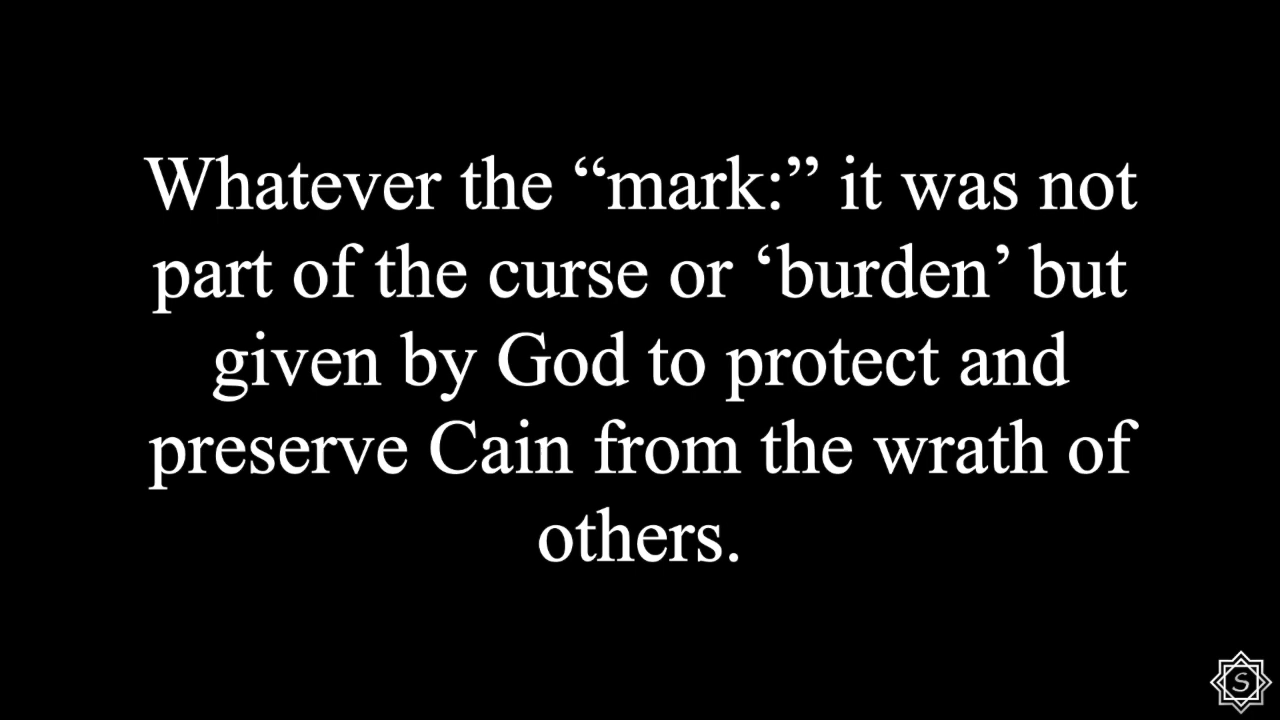 Whatever the “mark:” it was not
part of the curse or ‘burden’ but
given by God to protect and
preserve Cain from the wrath of
others.
S